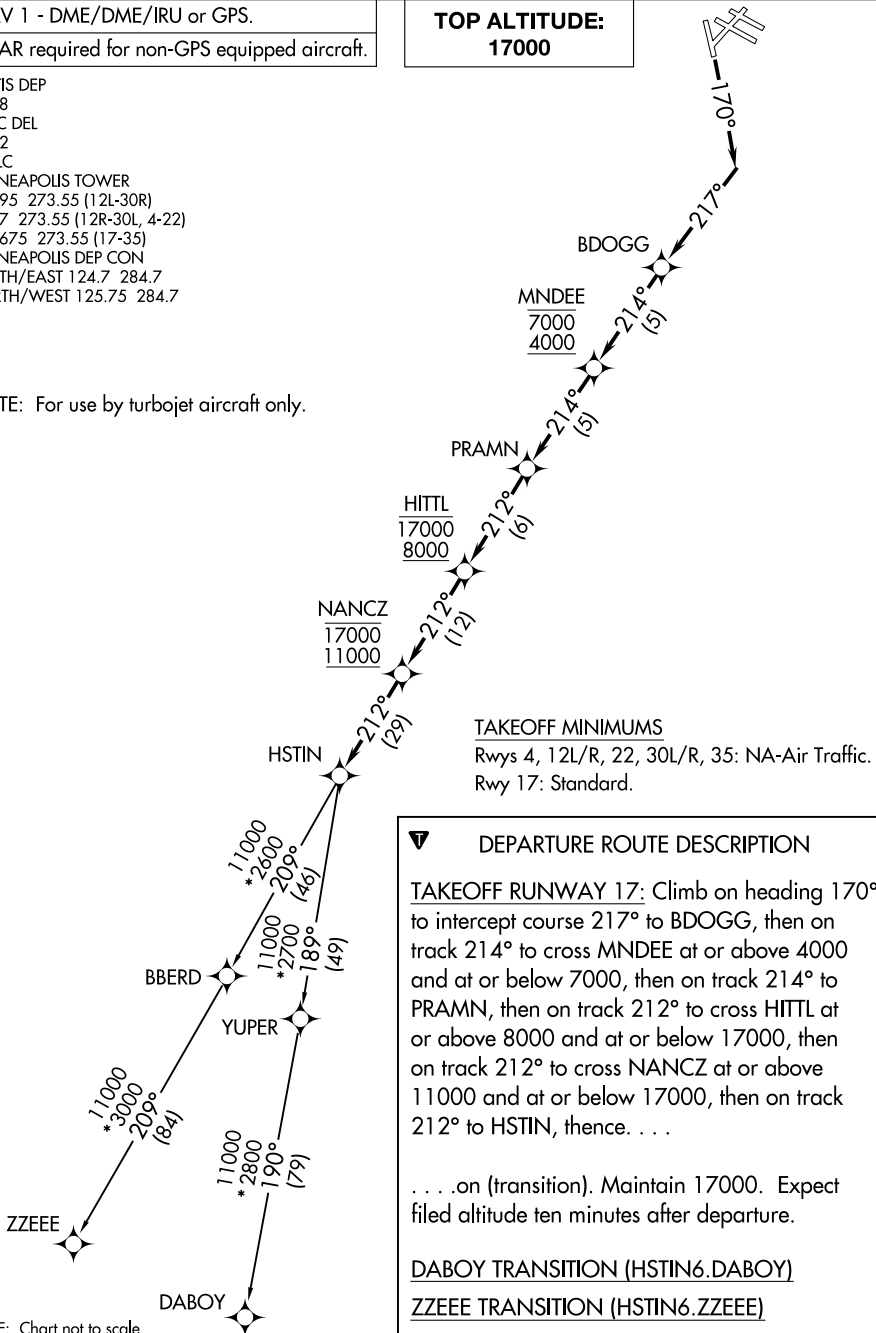 V 1 - DME/DME/IRU or GPS.
AR required for non-GPS equipped aircraft.
TOP ALTITUDE:
17000
IS DEP
8
C DEL
2
LC
NEAPOLIS TOWER
95 273.55 (12L-30R)
7 273.55 (12R-30L, 4-22)
675 273.55 (17-35)
NEAPOLIS DEP CON
TH/EAST 124.7 284.7
TH/WEST 125.75 284.7
TE: For use by turbojet aircraft only.
170°
217°
BDOGG
214°
(5)
MNDEE
7000
4000
214°
(5)
PRAMN
212°
(6)
HITTL
17000
8000
212°
(12)
NANCZ
17000
11000
212°
(29)
HSTIN
TAKEOFF MINIMUMS
Rwys 4, 12L/R, 22, 30L/R, 35: NA-Air Traffic.
Rwy 17: Standard.
11000
*2600
209°
(46)
11000
*2700
189°
(49)
BBERD
YUPER
11000
*3000
209°
(84)
11000
*2800
190°
(79)
ZZEEE
DABOY
E: Chart not to scale.
T DEPARTURE ROUTE DESCRIPTION
TAKEOFF RUNWAY 17: Climb on heading 170°
to intercept course 217° to BDOGG, then on
track 214° to cross MNDEE at or above 4000
and at or below 7000, then on track 214° to
PRAMN, then on track 212° to cross HITTL at
or above 8000 and at or below 17000, then
on track 212° to cross NANCZ at or above
11000 and at or below 17000, then on track
212° to HSTIN, thence. . . .
. . . .on (transition). Maintain 17000. Expect
filed altitude ten minutes after departure.
DABOY TRANSITION (HSTIN6.DABOY)
ZZEEE TRANSITION (HSTIN6.ZZEEE)